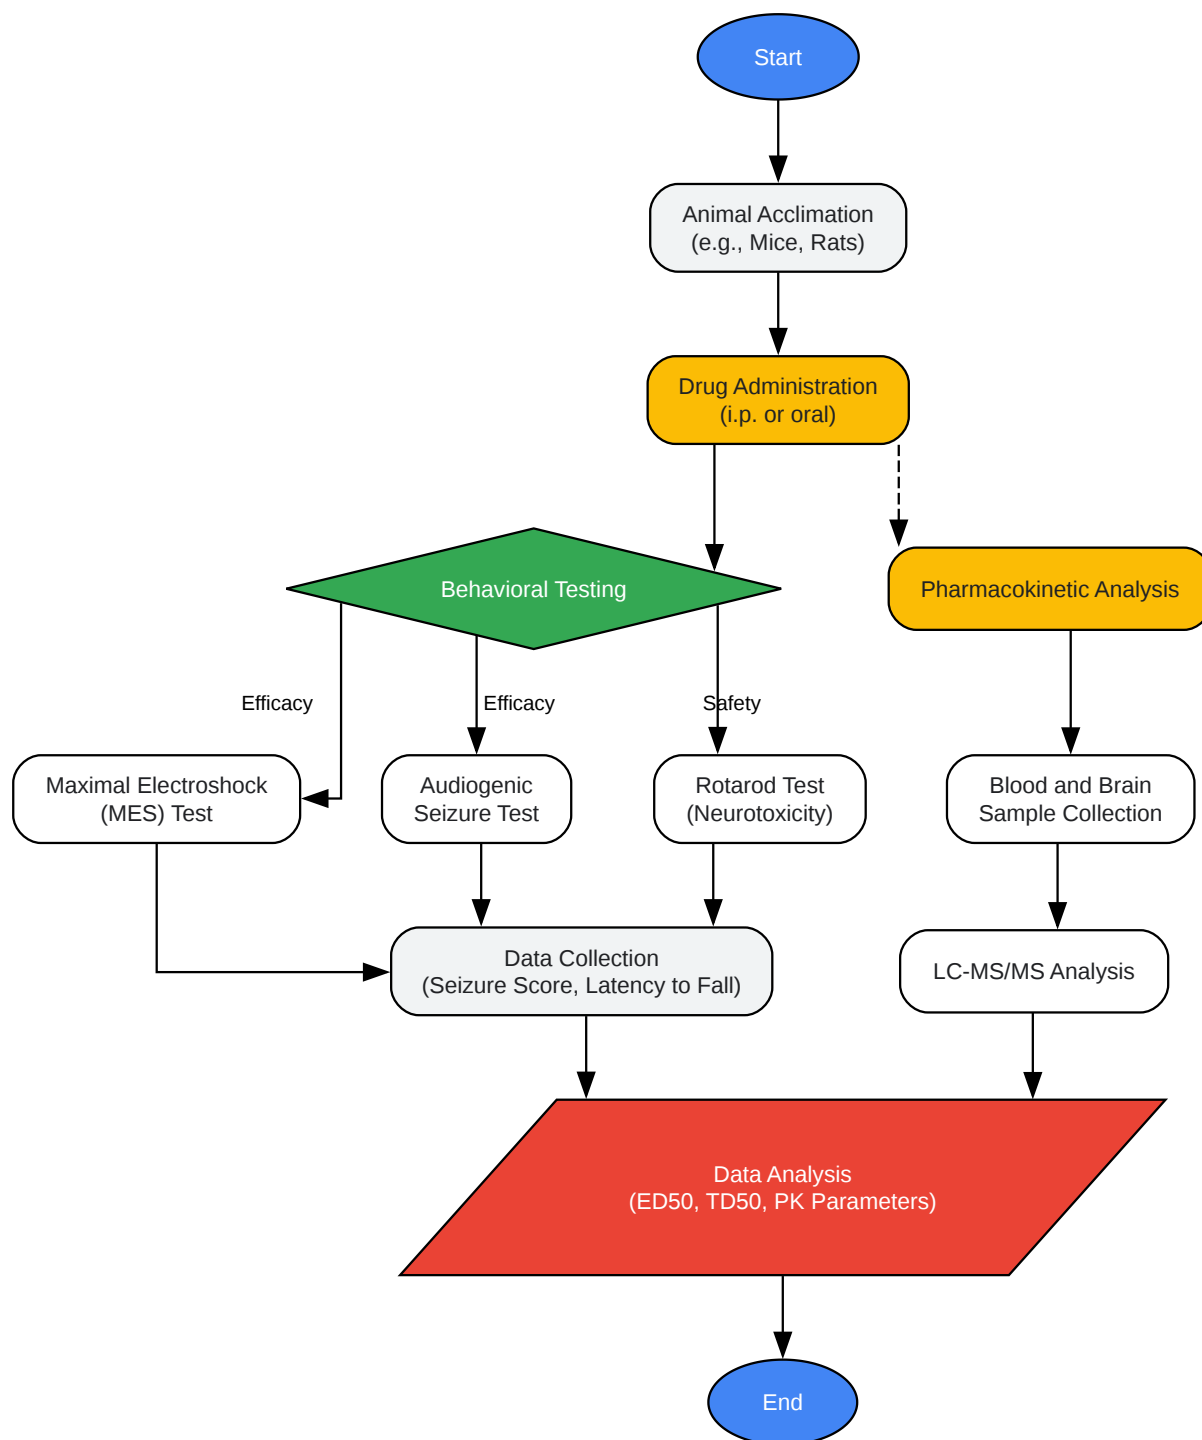 Start
Animal Acclimation
(e.g., Mice, Rats)
Drug Administration
(i.p. or oral)
Behavioral Testing
Pharmacokinetic Analysis
Efficacy
Efficacy
Safety
Maximal Electroshock
(MES) Test
Audiogenic
Seizure Test
Rotarod Test
(Neurotoxicity)
Blood and Brain
Sample Collection
Data Collection
(Seizure Score, Latency to Fall)
LC-MS/MS Analysis
Data Analysis
(ED50, TD50, PK Parameters)
End